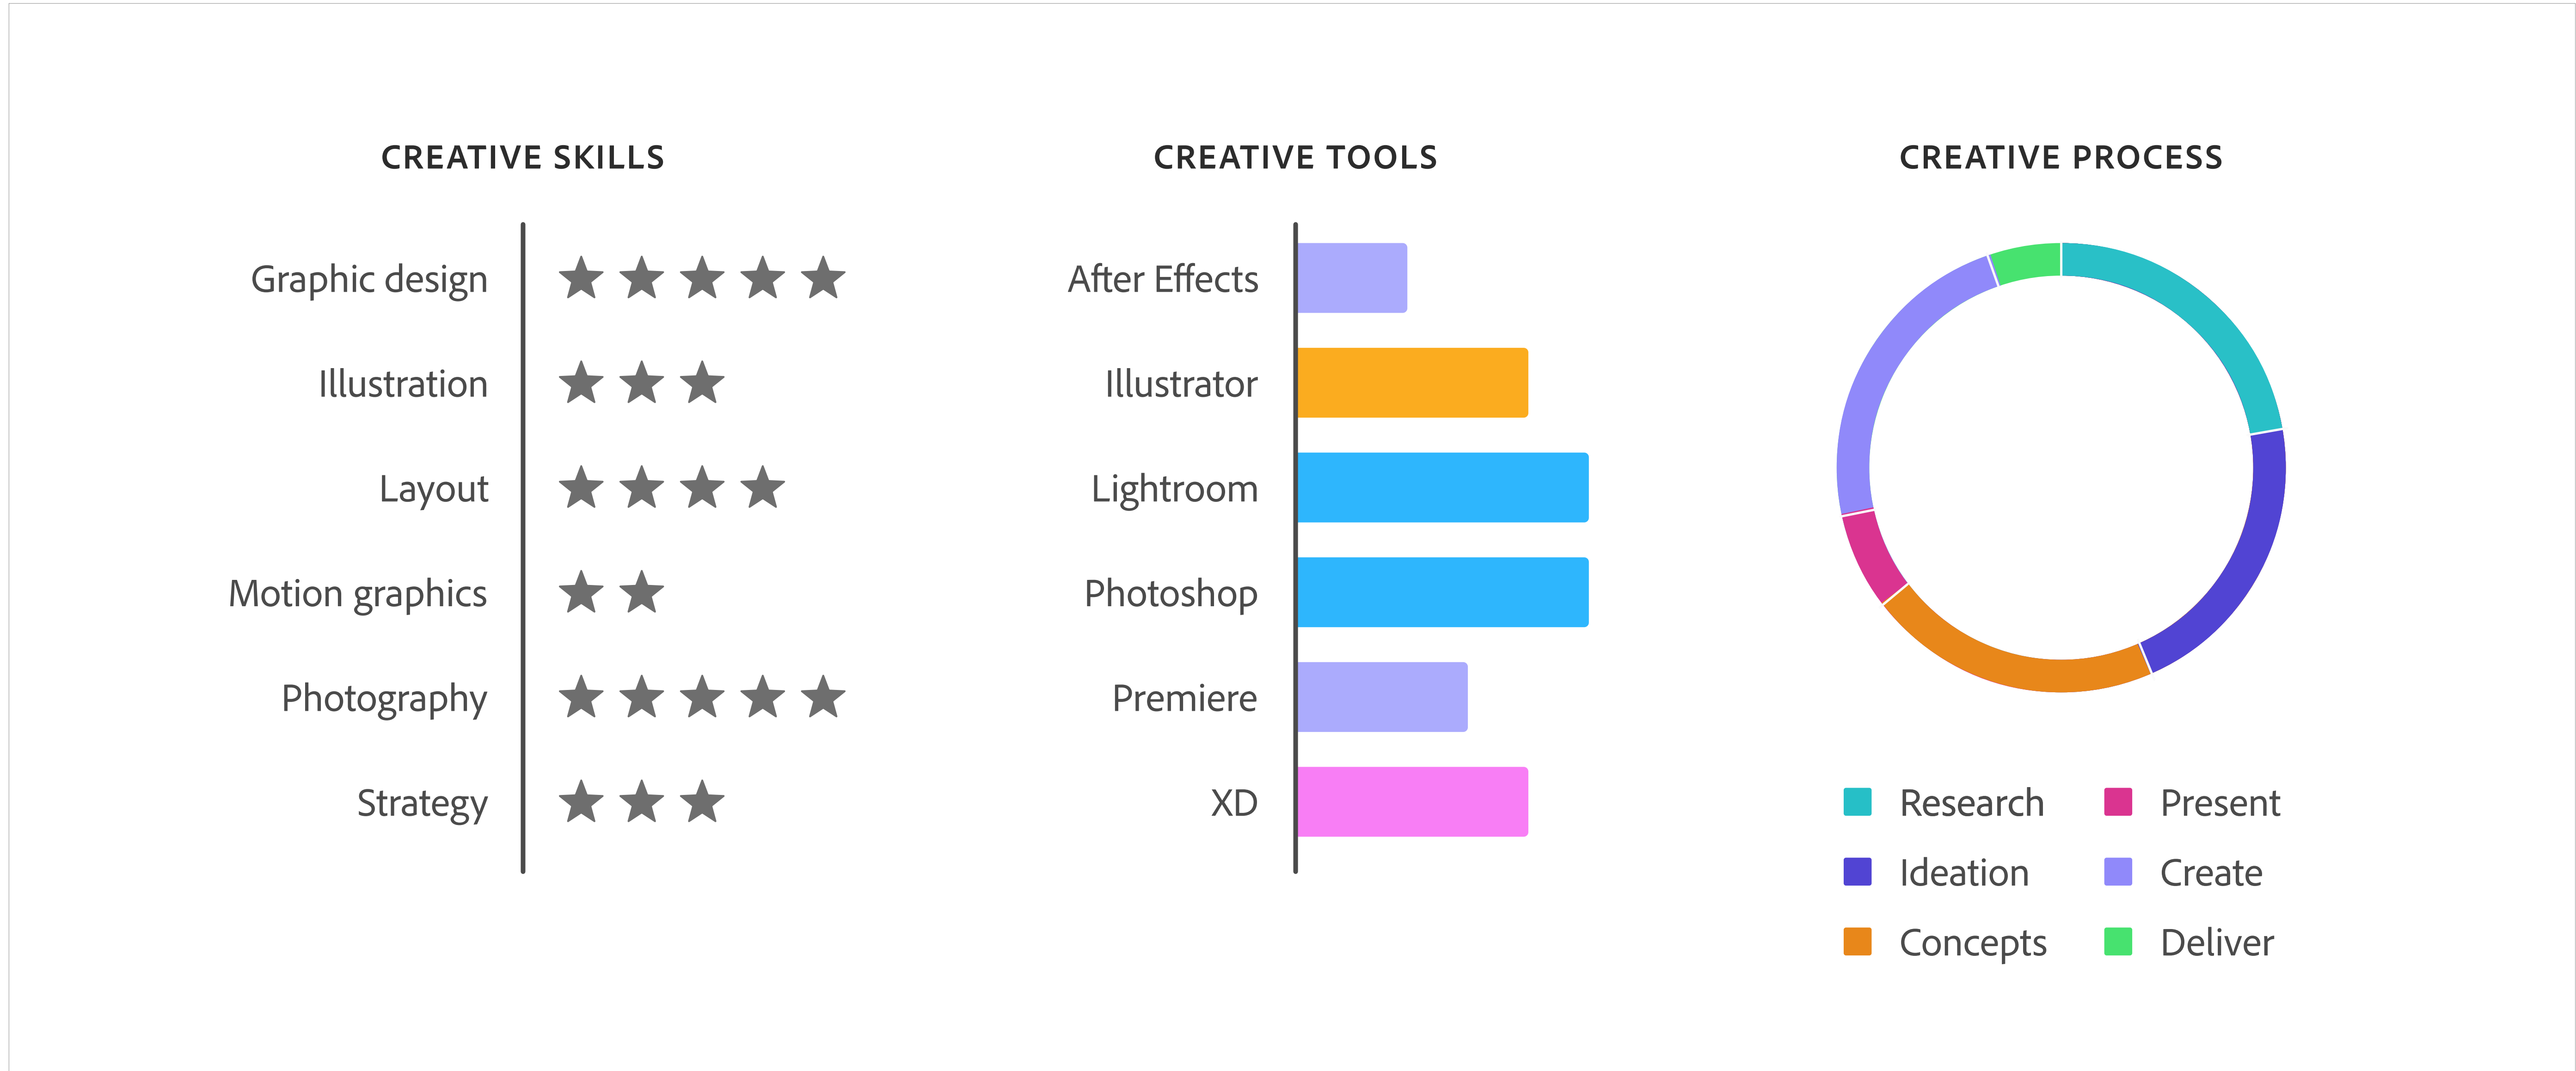 CREATIVE SKILLS
Graphic design
Illustration
Layout
Motion graphics
Photography
Strategy
CREATIVE TOOLS
After Effects
Illustrator
Lightroom
Photoshop
Premiere
XD
CREATIVE PROCESS
Research
Ideation
Concepts
Present
Create
Deliver